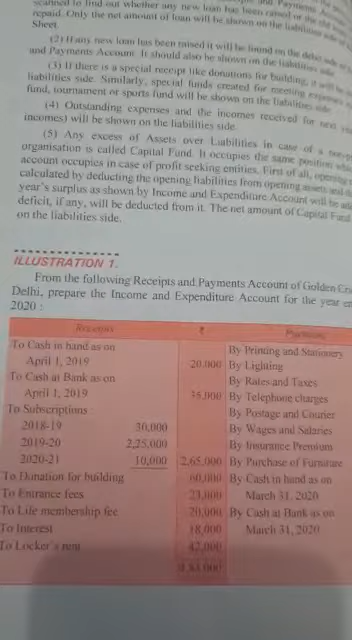 scanned to find out whether any new loan has been raised or the old
repaid. Only the net amount of loan will be shown on the liabilities side
Sheet.
(2) If any new loan has been raised it will be found on the debit side
and Payments Account. It should also be shown on the liabilities side.
(3) If there is a special receipt like donations for building, it will be
liabilities side. Similarly, special funds created for meeting expenses
fund, tournament or sports fund will be shown on the liabilities side.
(4) Outstanding expenses and the incomes received for next
incomes) will be shown on the liabilities side.
(5) Any excess of Assets over Liabilities in case of a
organisation is called Capital Fund. It occupies the same position
account occupies in case of profit seeking entities. First of all, opening
calculated by deducting the opening liabilities from opening assets and
year's surplus as shown by Income and Expenditure Account will be
deficit, if any, will be deducted from it. The net amount of Capital Fund
on the liabilities side.
ILLUSTRATION 1.
From the following Receipts and Payments Account of Golden
Delhi, prepare the Income and Expenditure Account for the year
2020 :
Receipts ₹ Payments
To Cash in hand as on By Printing and Stationery
April 1, 2019 20,000 By Lighting
To Cash at Bank as on By Rates and Taxes
April 1, 2019 35,000 By Telephone charges
To Subscriptions By Postage and Courier
2018-19 30,000 By Wages and Salaries
2019-20 2,25,000 By Insurance Premium
2020-21 10,000 2,65,000 By Purchase of Furniture
To Donation for building 60,000 By Cash in hand as on
To Entrance fees March 31, 2020
To Life membership fee 20,000 By Cash at Bank as on
To Interest 18,000 March 31, 2020
To Locker's rent 42,000